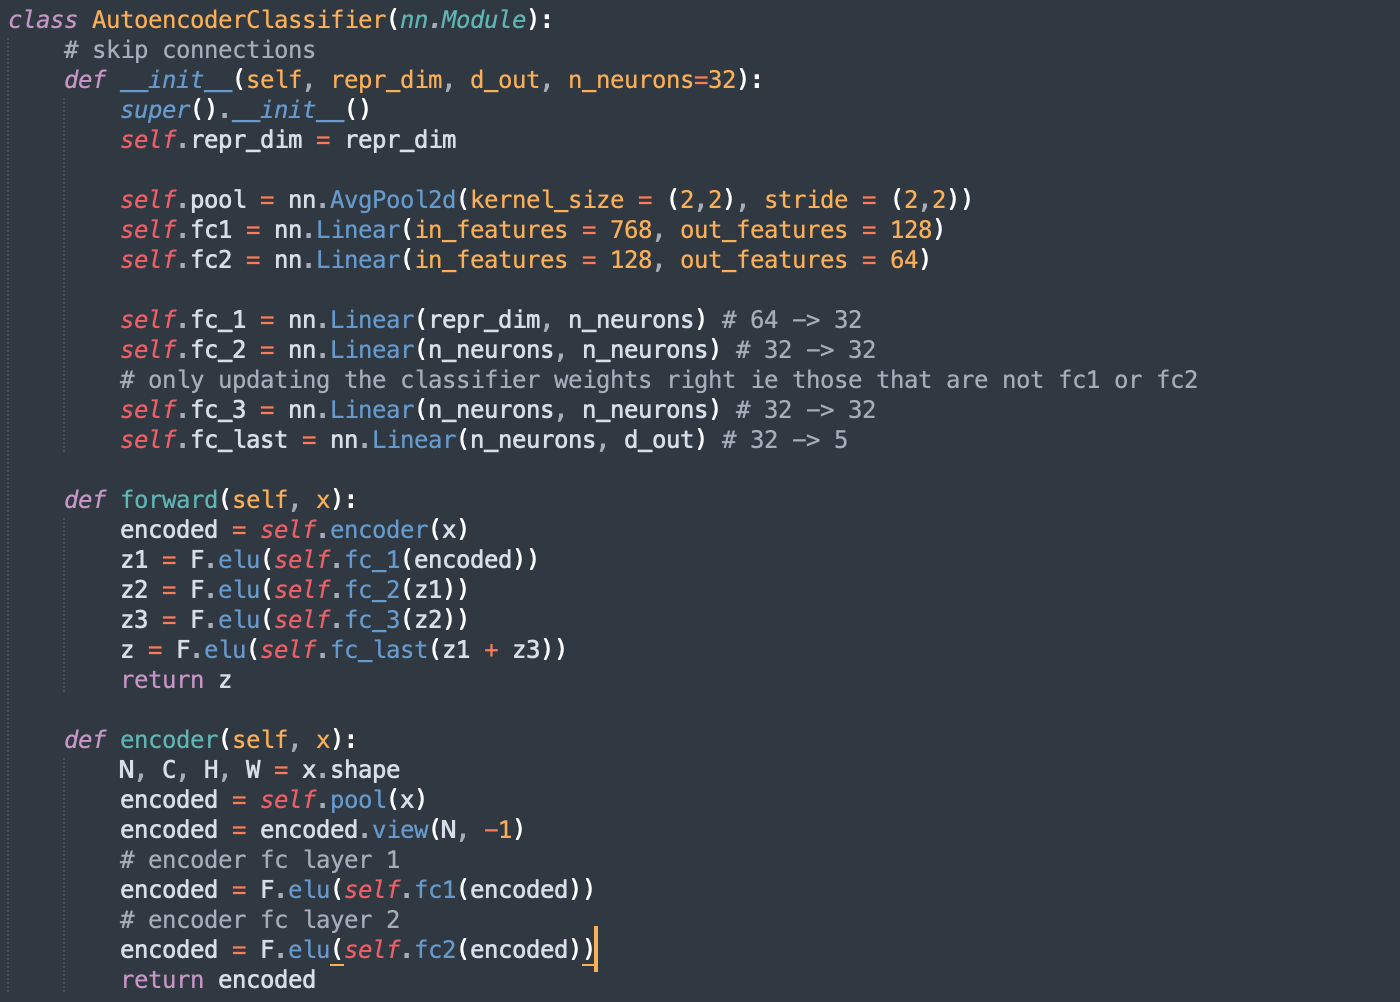 class AutoencoderClassifier(nn.Module):
    # skip connections
    def __init__(self, repr_dim, d_out, n_neurons=32):
        super().__init__()
        self.repr_dim = repr_dim

        self.pool = nn.AvgPool2d(kernel_size = (2,2), stride = (2,2))
        self.fc1 = nn.Linear(in_features = 768, out_features = 128)
        self.fc2 = nn.Linear(in_features = 128, out_features = 64)

        self.fc_1 = nn.Linear(repr_dim, n_neurons) # 64 -> 32
        self.fc_2 = nn.Linear(n_neurons, n_neurons) # 32 -> 32
        # only updating the classifier weights right ie those that are not fc1 or fc2
        self.fc_3 = nn.Linear(n_neurons, n_neurons) # 32 -> 32
        self.fc_last = nn.Linear(n_neurons, d_out) # 32 -> 5

    def forward(self, x):
        encoded = self.encoder(x)
        z1 = F.elu(self.fc_1(encoded))
        z2 = F.elu(self.fc_2(z1))
        z3 = F.elu(self.fc_3(z2))
        z = F.elu(self.fc_last(z1 + z3))
        return z

    def encoder(self, x):
        N, C, H, W = x.shape
        encoded = self.pool(x)
        encoded = encoded.view(N, -1)
        # encoder fc layer 1
        encoded = F.elu(self.fc1(encoded))
        # encoder fc layer 2
        encoded = F.elu(self.fc2(encoded))
        return encoded